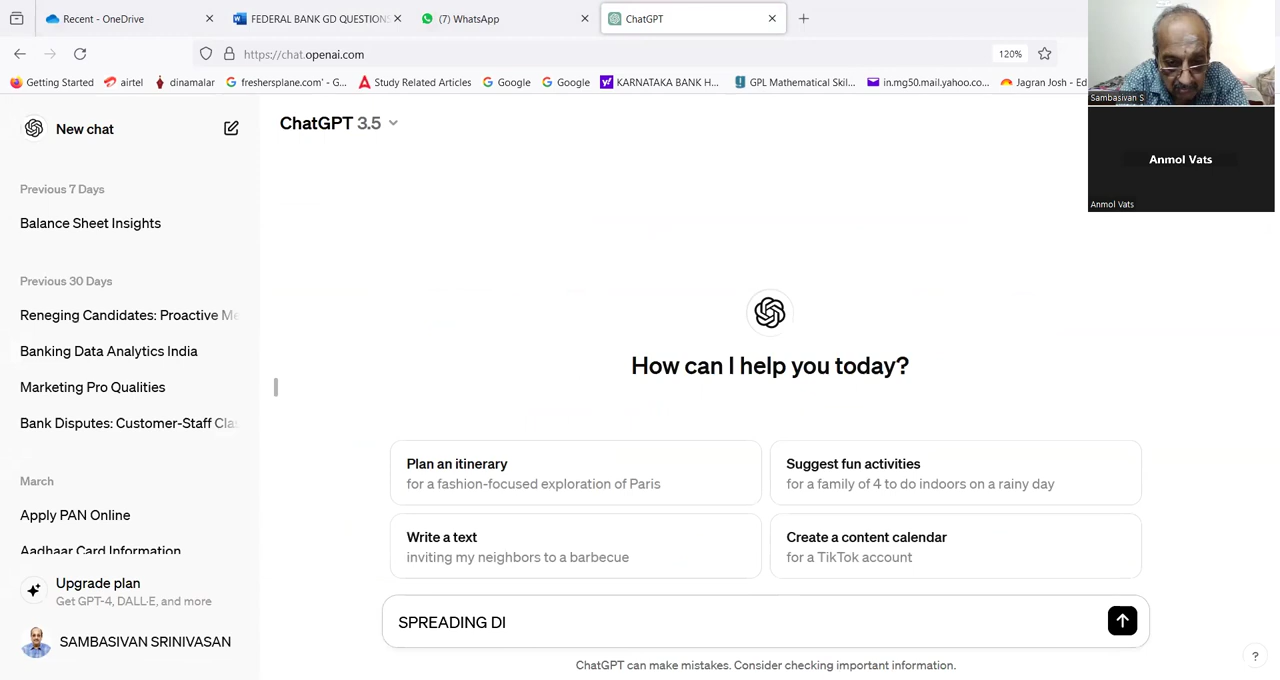 Recent - OneDrive
FEDERAL BANK GD QUESTIONS
(7) WhatsApp
ChatGPT
https://chat.openai.com
120%
Getting Started
airtel
dinamalar
freshersplane.com' - G...
Study Related Articles
Google
Google
KARNATAKA BANK H...
GPL Mathematical Skil...
in.mg50.mail.yahoo.co...
Jagran Josh - Ed
Sambasivan S
Anmol Vats
Anmol Vats
New chat
ChatGPT 3.5
Previous 7 Days
Balance Sheet Insights
Previous 30 Days
Reneging Candidates: Proactive Me
Banking Data Analytics India
Marketing Pro Qualities
Bank Disputes: Customer-Staff Cla
March
Apply PAN Online
Aadhaar Card Information
Upgrade plan
Get GPT-4, DALL·E, and more
SAMBASIVAN SRINIVASAN
How can I help you today?
Plan an itinerary
for a fashion-focused exploration of Paris
Suggest fun activities
for a family of 4 to do indoors on a rainy day
Write a text
inviting my neighbors to a barbecue
Create a content calendar
for a TikTok account
SPREADING DI
ChatGPT can make mistakes. Consider checking important information.
?